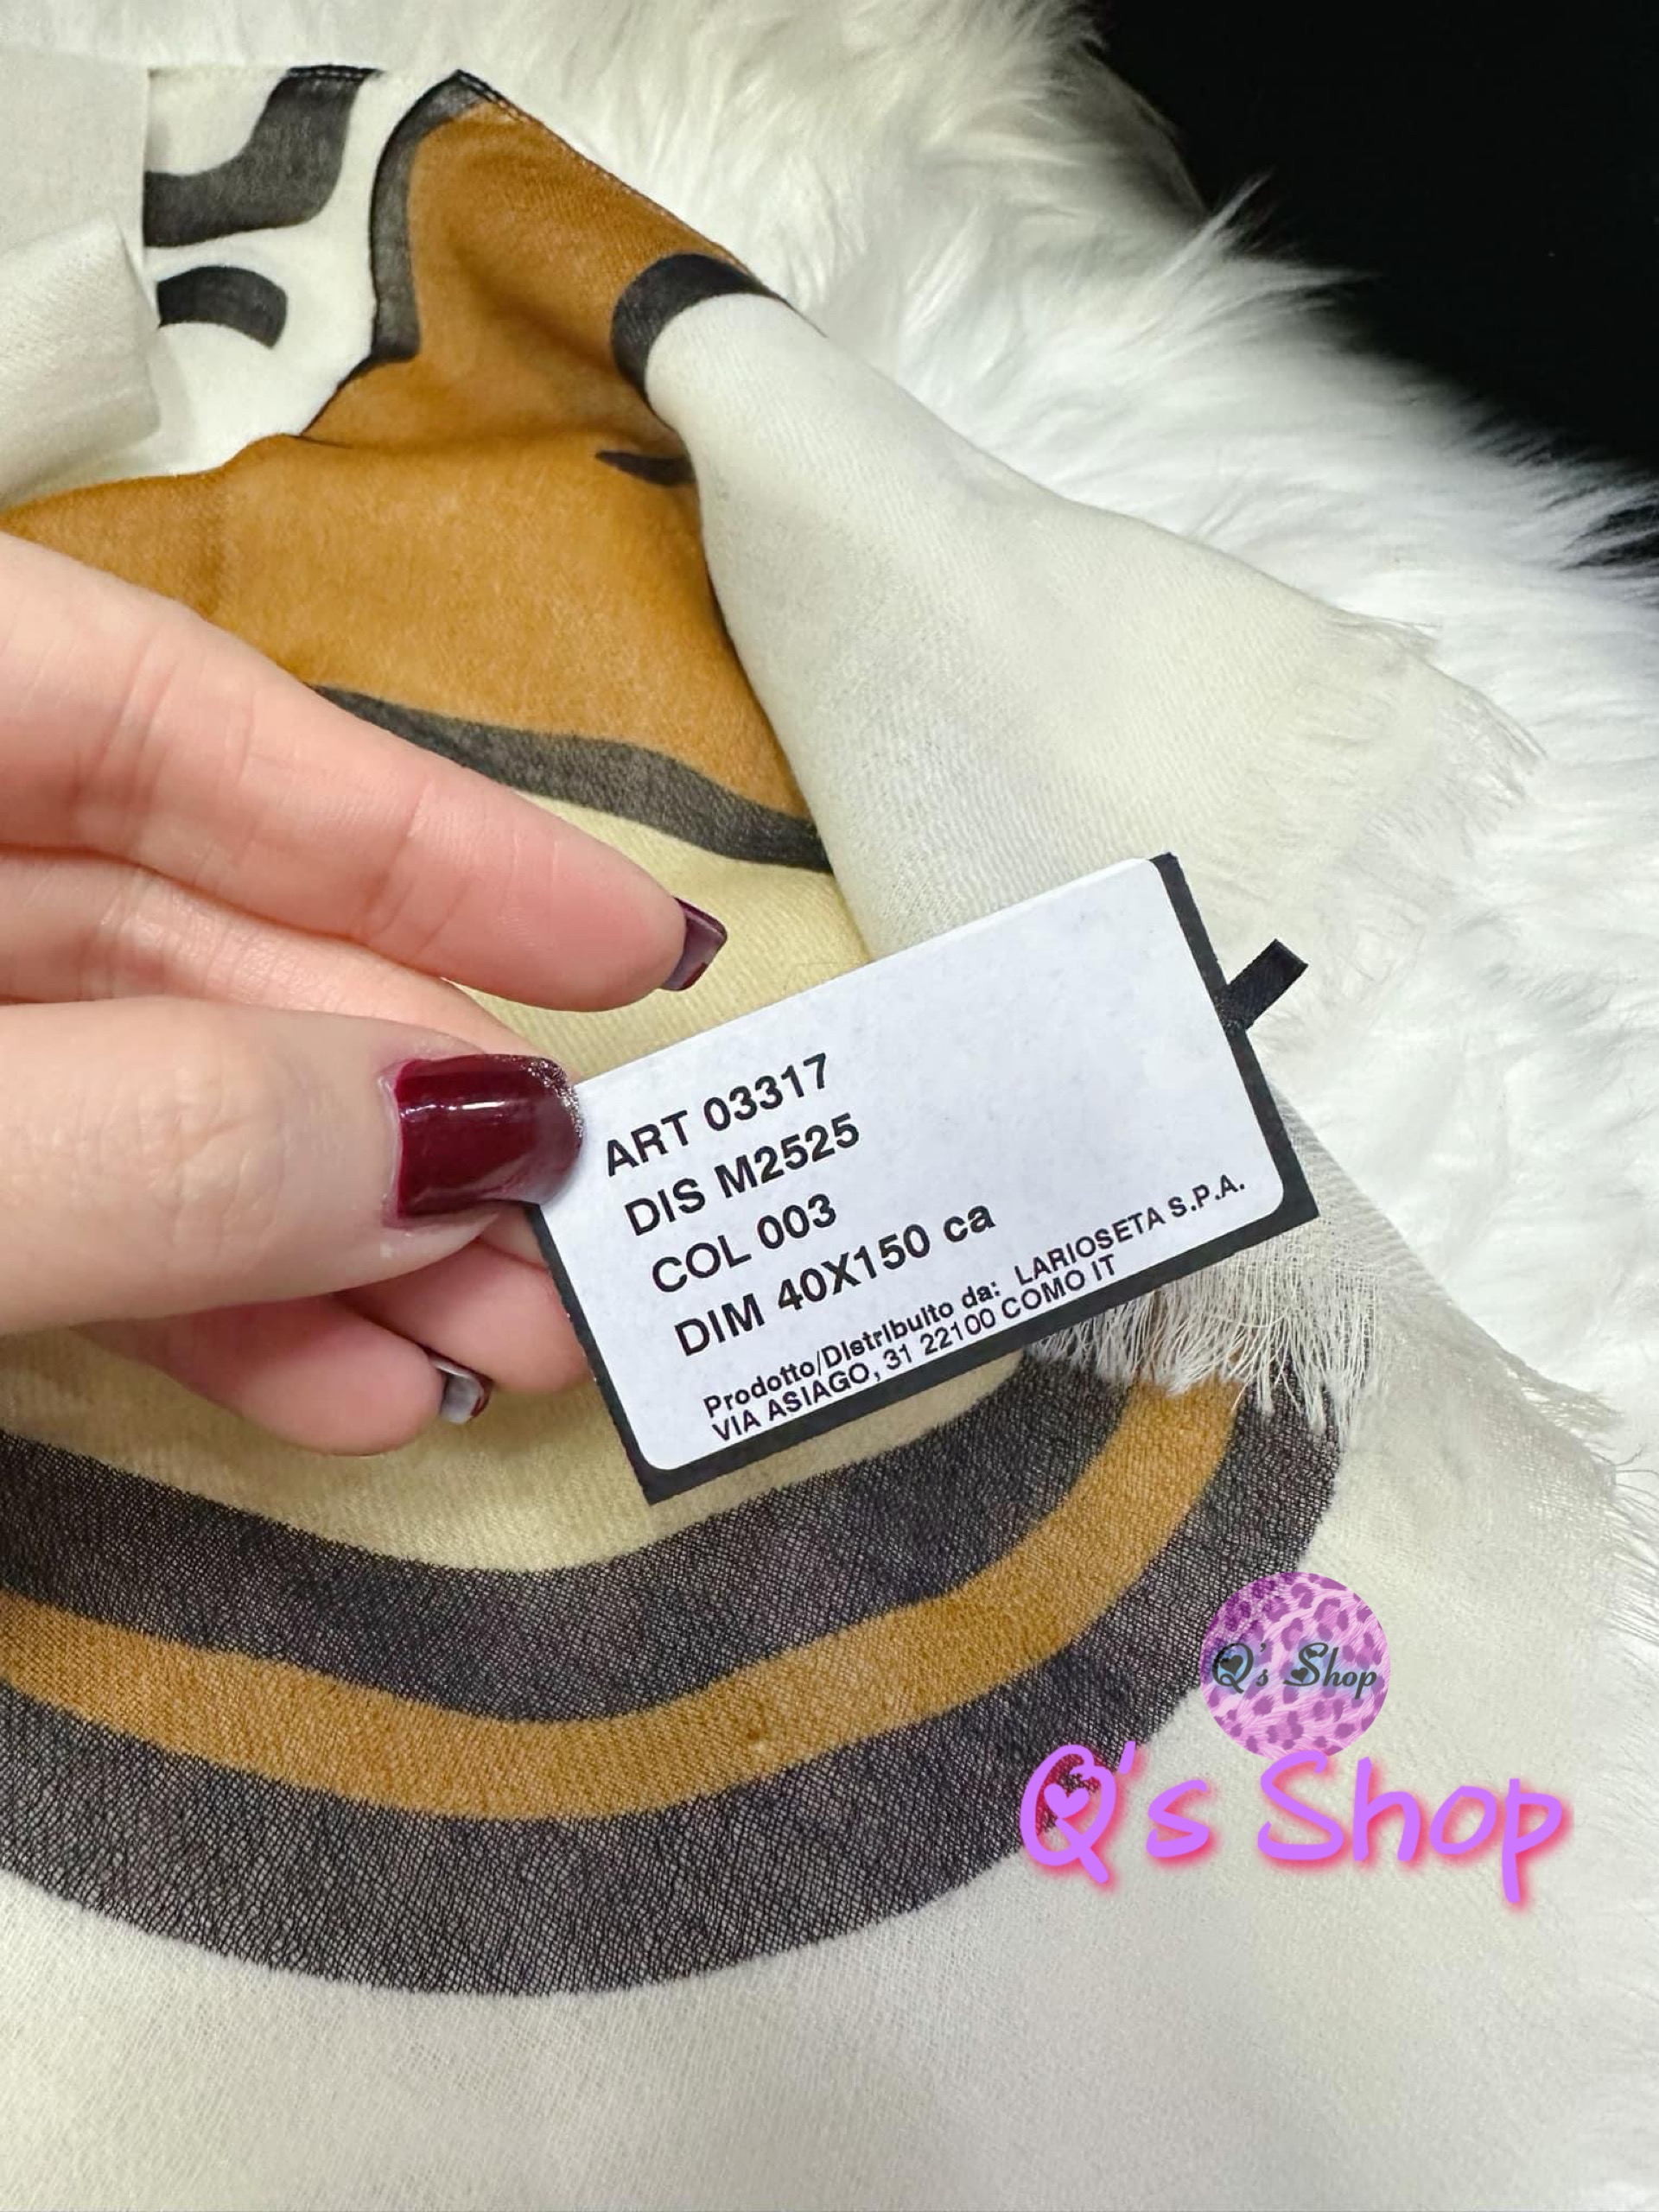 ART 03317
DIS M2525
COL 003
DIM 40X150 ca
Prodotto/Distribuito da: LARIOSETA S.P.A.
VIA ASIAGO, 31 22100 COMO IT
Q's Shop
Q's Shop